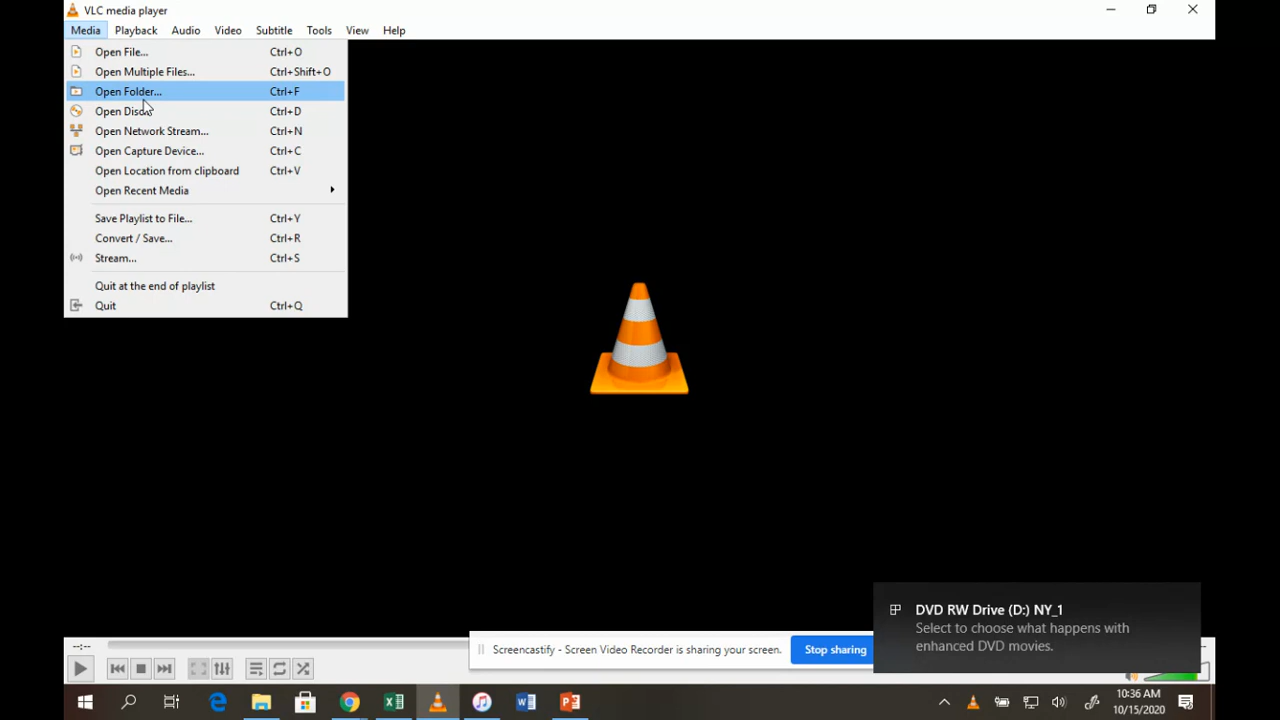 VLC media player
Media Playback Audio Video Subtitle Tools View Help
Open File... Ctrl+O
Open Multiple Files... Ctrl+Shift+O
Open Folder... Ctrl+F
Open Disc... Ctrl+D
Open Network Stream... Ctrl+N
Open Capture Device... Ctrl+C
Open Location from clipboard Ctrl+V
Open Recent Media
Save Playlist to File... Ctrl+Y
Convert / Save... Ctrl+R
Stream... Ctrl+S
Quit at the end of playlist
Quit Ctrl+Q
DVD RW Drive (D:) NY_1
Select to choose what happens with
enhanced DVD movies.
--:--
Screencastify - Screen Video Recorder is sharing your screen. Stop sharing
10:36 AM
10/15/2020